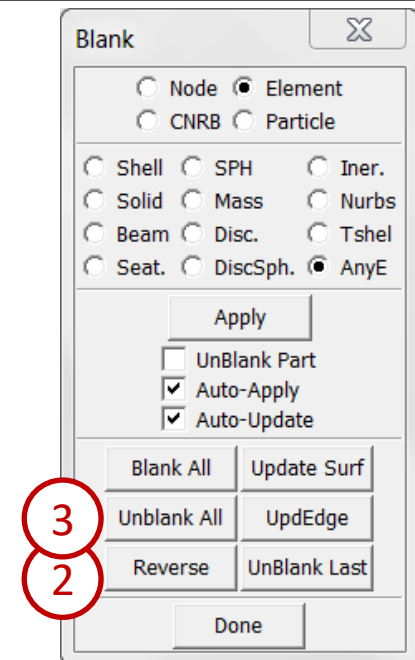 Blank
Node Element
CNRB Particle
Shell SPH Iner.
Solid Mass Nurbs
Beam Disc. Tshel
Seat. DiscSph. AnyE
Apply
UnBlank Part
Auto-Apply
Auto-Update
Blank All Update Surf
3 Unblank All UpdEdge
2 Reverse UnBlank Last
Done